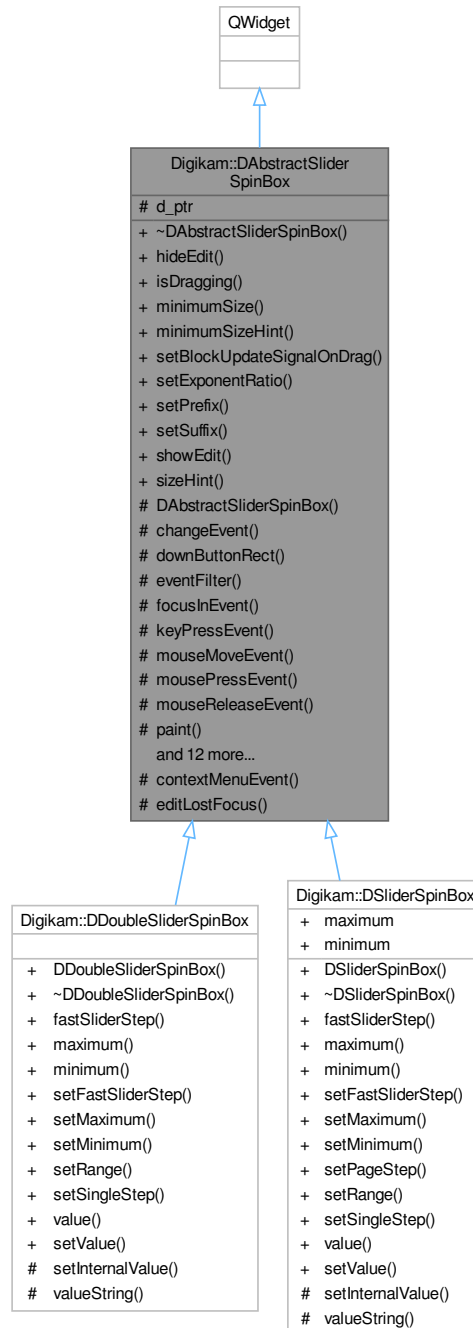 QWidget
Digikam::DAbstractSlider
SpinBox
# d_ptr
+ ~DAbstractSliderSpinBox()
+ hideEdit()
+ isDragging()
+ minimumSize()
+ minimumSizeHint()
+ setBlockUpdateSignalOnDrag()
+ setExponentRatio()
+ setPrefix()
+ setSuffix()
+ showEdit()
+ sizeHint()
# DAbstractSliderSpinBox()
# changeEvent()
# downButtonRect()
# eventFilter()
# focusInEvent()
# keyPressEvent()
# mouseMoveEvent()
# mousePressEvent()
# mouseReleaseEvent()
# paint()
and 12 more...
# contextMenuEvent()
# editLostFocus()
Digikam::DDoubleSliderSpinBox
+ DDoubleSliderSpinBox()
+ ~DDoubleSliderSpinBox()
+ fastSliderStep()
+ maximum()
+ minimum()
+ setFastSliderStep()
+ setMaximum()
+ setMinimum()
+ setRange()
+ setSingleStep()
+ value()
+ setValue()
# setInternalValue()
# valueString()
Digikam::DSliderSpinBox
+ maximum
+ minimum
+ DSliderSpinBox()
+ ~DSliderSpinBox()
+ fastSliderStep()
+ maximum()
+ minimum()
+ setFastSliderStep()
+ setMaximum()
+ setMinimum()
+ setPageStep()
+ setRange()
+ setSingleStep()
+ value()
+ setValue()
# setInternalValue()
# valueString()